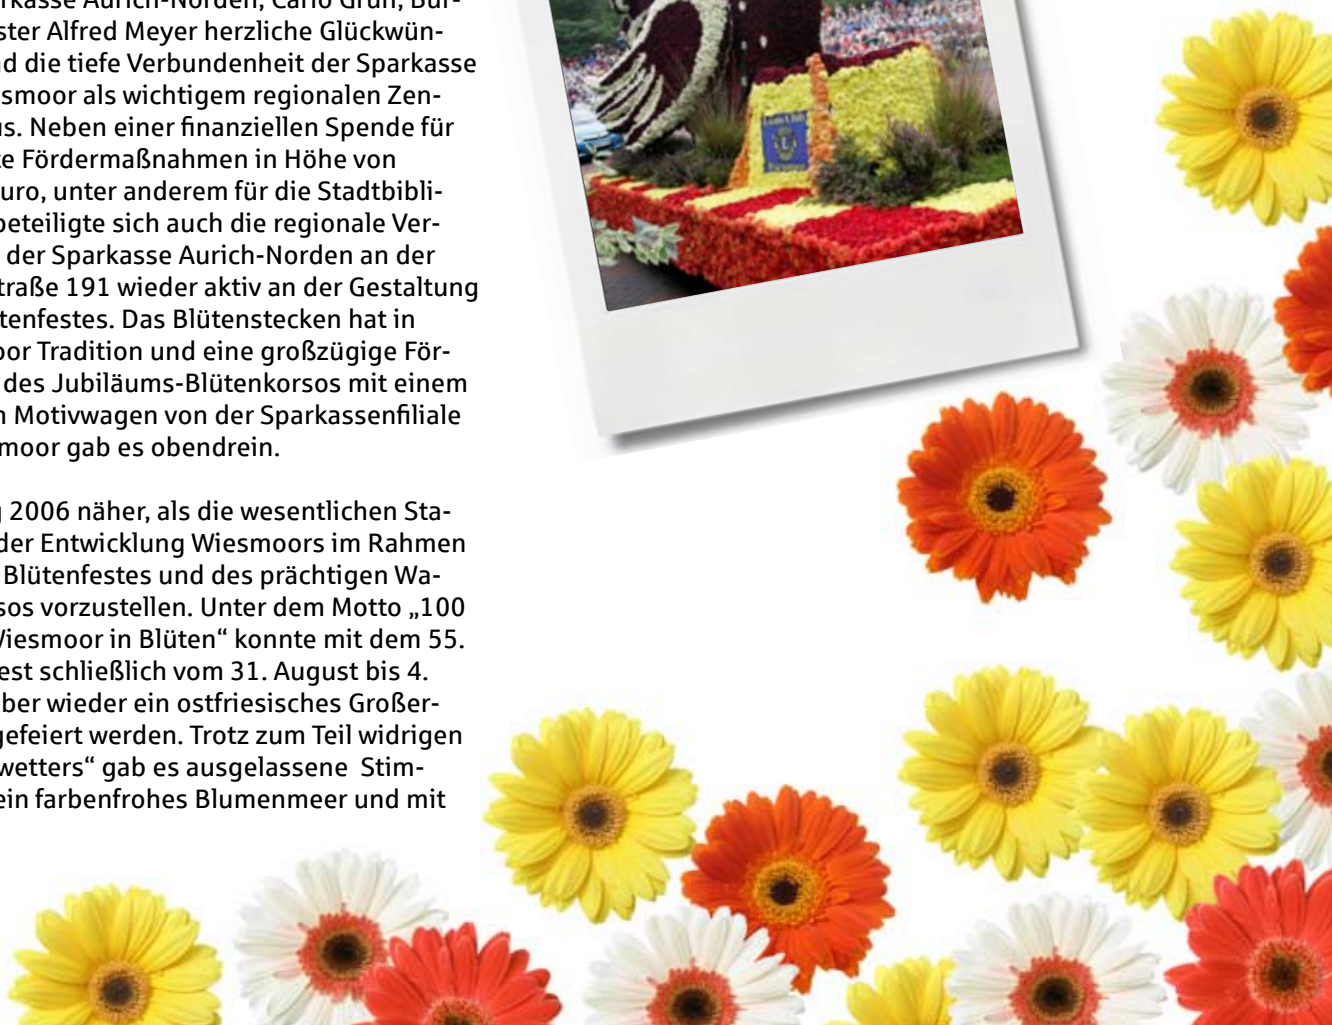 rkasse Aurich-Norden, Carlo Grün, Bür-
ster Alfred Meyer herzliche Glückwün-
d die tiefe Verbundenheit der Sparkasse
smoor als wichtigem regionalen Zen-
s. Neben einer finanziellen Spende für
e Fördermaßnahmen in Höhe von
uro, unter anderem für die Stadtbibli-
beteiligte sich auch die regionale Ver-
der Sparkasse Aurich-Norden an der
traße 191 wieder aktiv an der Gestaltung
tenfestes. Das Blütenstecken hat in
oor Tradition und eine großzügige För-
des Jubiläums-Blütenkorsos mit einem
n Motivwagen von der Sparkassenfiliale
moor gab es obendrein.
g 2006 näher, als die wesentlichen Sta-
der Entwicklung Wiesmoors im Rahmen
Blütenfestes und des prächtigen Wa-
sos vorzustellen. Unter dem Motto „100
Wiesmoor in Blüten“ konnte mit dem 55.
est schließlich vom 31. August bis 4.
ber wieder ein ostfriesisches Großer-
gefeiert werden. Trotz zum Teil widrigen
wetters“ gab es ausgelassene Stim-
ein farbenfrohes Blumenmeer und mit